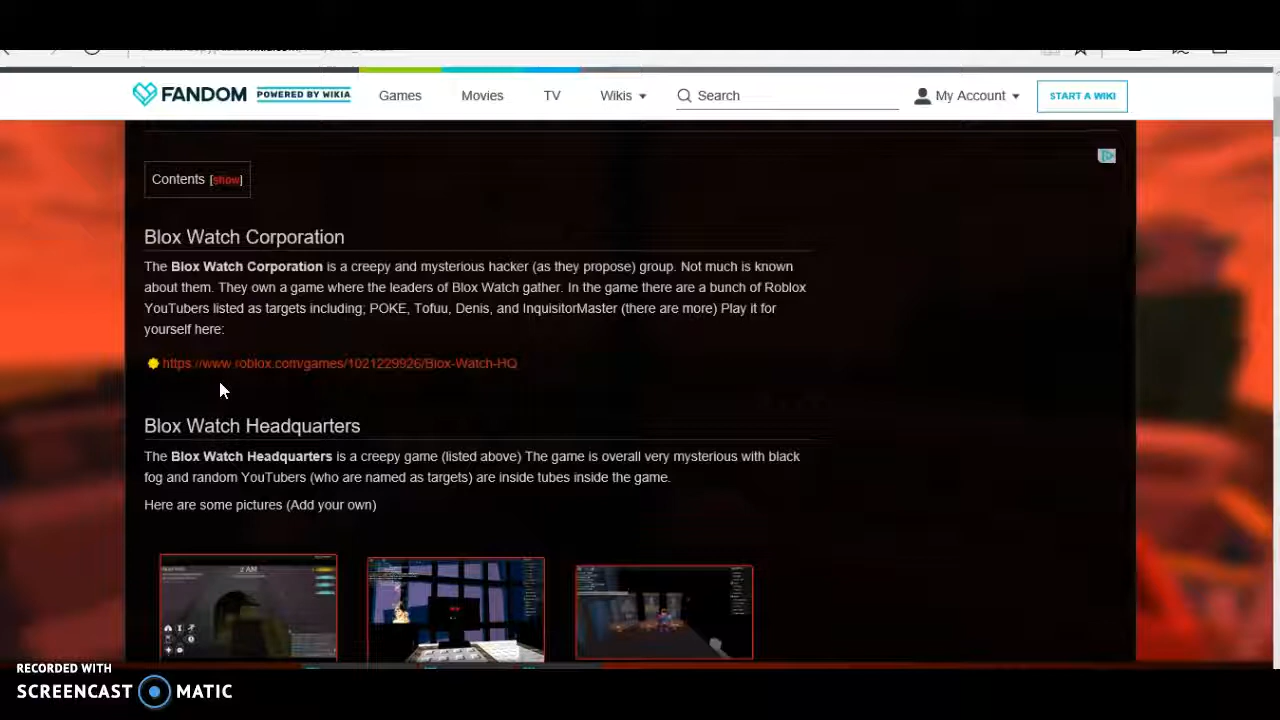 FANDOM POWERED BY WIKIA Games Movies TV Wikis Search My Account START A WIKI
Contents [show]
Blox Watch Corporation
The Blox Watch Corporation is a creepy and mysterious hacker (as they propose) group. Not much is known
about them. They own a game where the leaders of Blox Watch gather. In the game there are a bunch of Roblox
YouTubers listed as targets including; POKE, Tofuu, Denis, and InquisitorMaster (there are more) Play it for
yourself here:
https://www.roblox.com/games/1021229926/Blox-Watch-HQ
Blox Watch Headquarters
The Blox Watch Headquarters is a creepy game (listed above) The game is overall very mysterious with black
fog and random YouTubers (who are named as targets) are inside tubes inside the game.
Here are some pictures (Add your own)
2 AM
RECORDED WITH
SCREENCAST MATIC